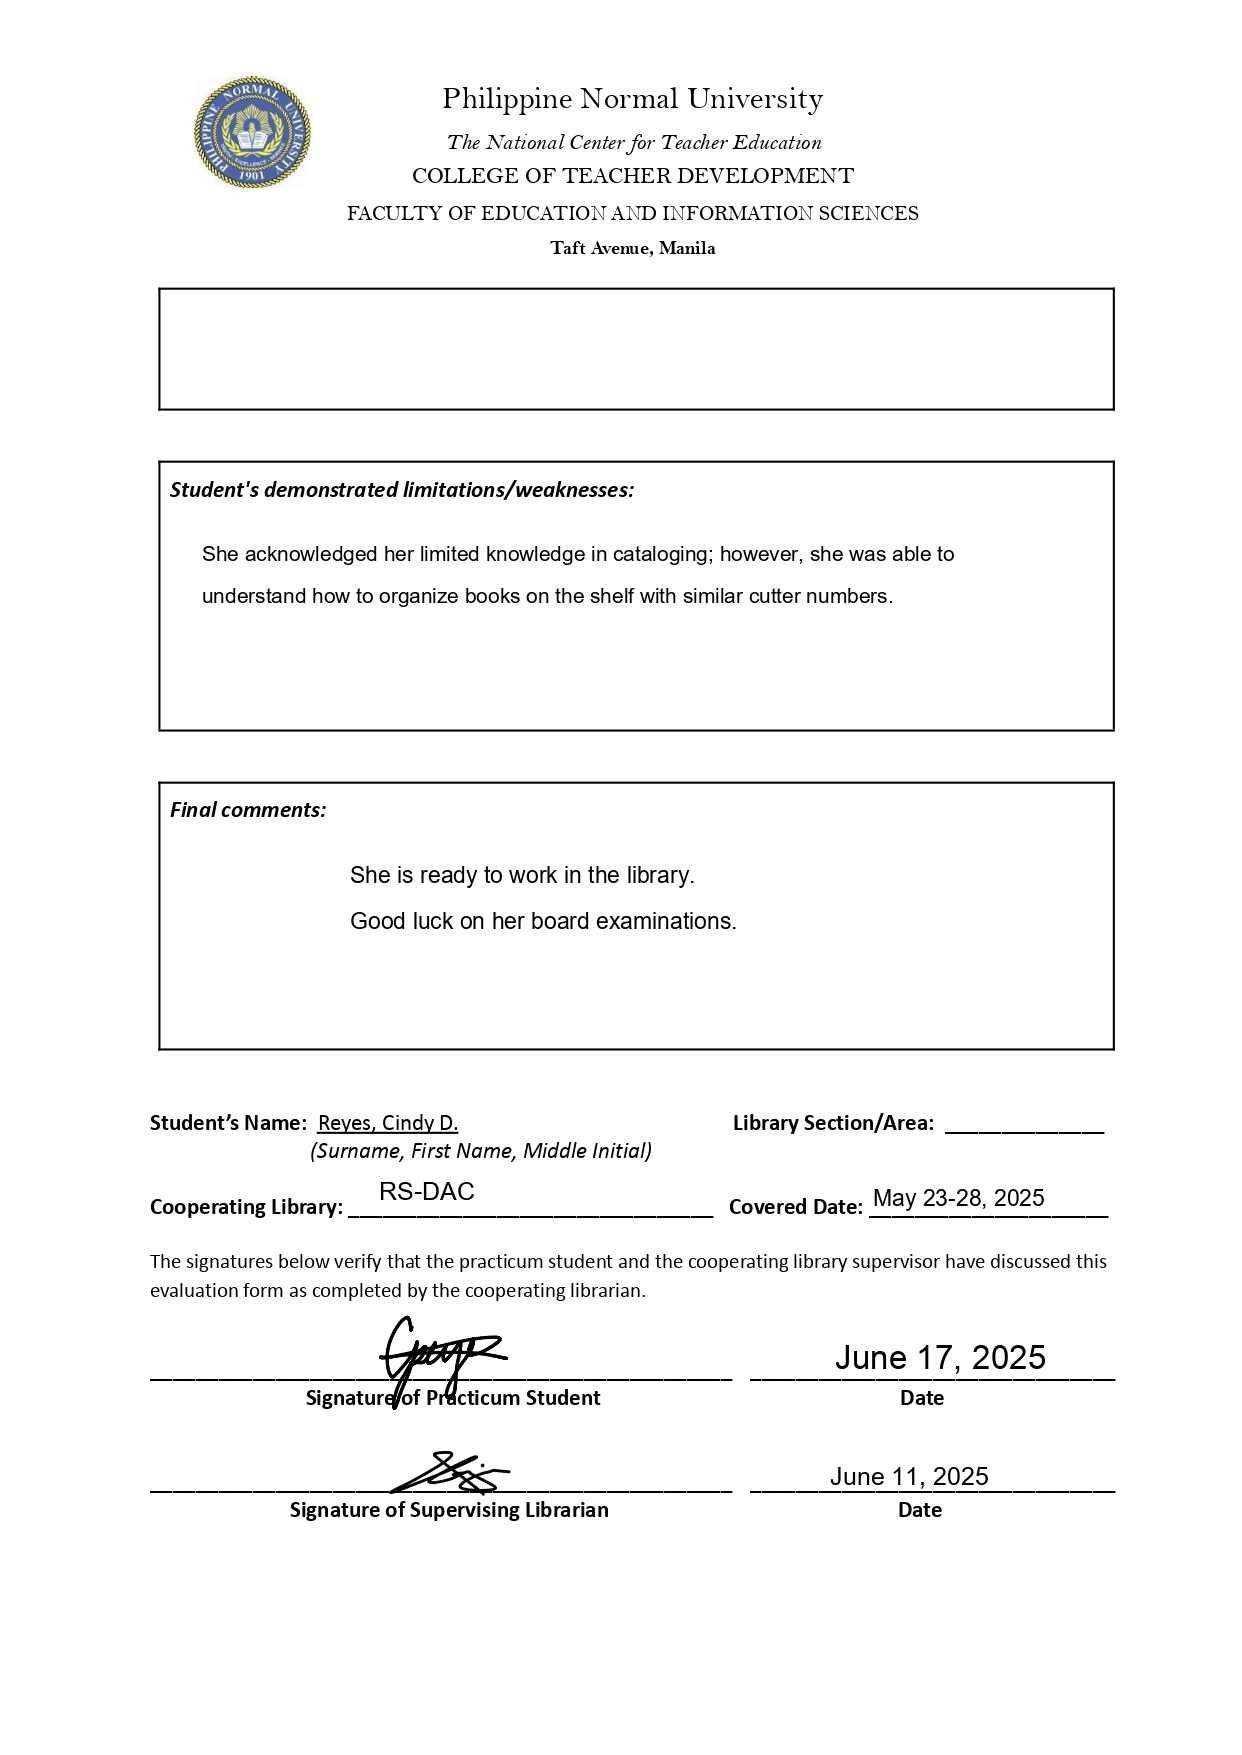 PHILIPPINE NORMAL UNIVERSITY
1901
Philippine Normal University
The National Center for Teacher Education
COLLEGE OF TEACHER DEVELOPMENT
FACULTY OF EDUCATION AND INFORMATION SCIENCES
Taft Avenue, Manila
Student's demonstrated limitations/weaknesses:
She acknowledged her limited knowledge in cataloging; however, she was able to
understand how to organize books on the shelf with similar cutter numbers.
Final comments:
She is ready to work in the library.
Good luck on her board examinations.
Student’s Name: Reyes, Cindy D. Library Section/Area: ______________
(Surname, First Name, Middle Initial)
Cooperating Library: RS-DAC Covered Date: May 23-28, 2025
The signatures below verify that the practicum student and the cooperating library supervisor have discussed this
evaluation form as completed by the cooperating librarian.
June 17, 2025
Signature of Practicum Student Date
June 11, 2025
Signature of Supervising Librarian Date